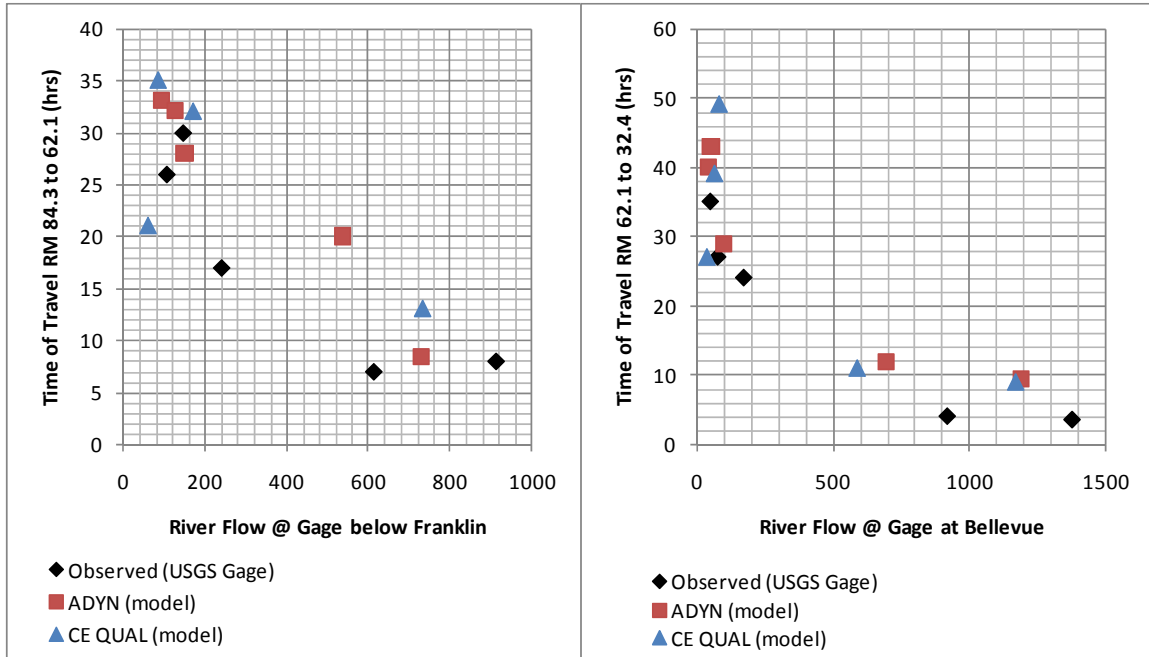 40
35
30
25
20
15
10
5
0
Time of Travel RM 84.3 to 62.1 (hrs)
0 200 400 600 800 1000
River Flow @ Gage below Franklin
Observed (USGS Gage)
ADYN (model)
CE QUAL (model)
60
50
40
30
20
10
0
Time of Travel RM 62.1 to 32.4 (hrs)
0 500 1000 1500
River Flow @ Gage at Bellevue
Observed (USGS Gage)
ADYN (model)
CE QUAL (model)